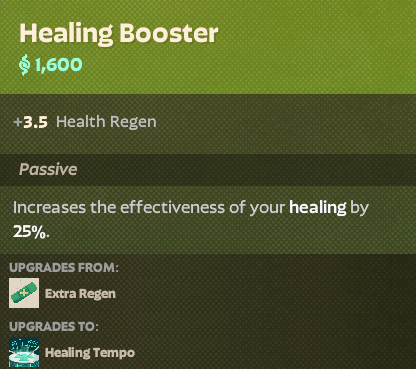 Healing Booster
1,600
+3.5 Health Regen
Passive
Increases the effectiveness of your healing by
25%.
UPGRADES FROM:
Extra Regen
UPGRADES TO:
Healing Tempo